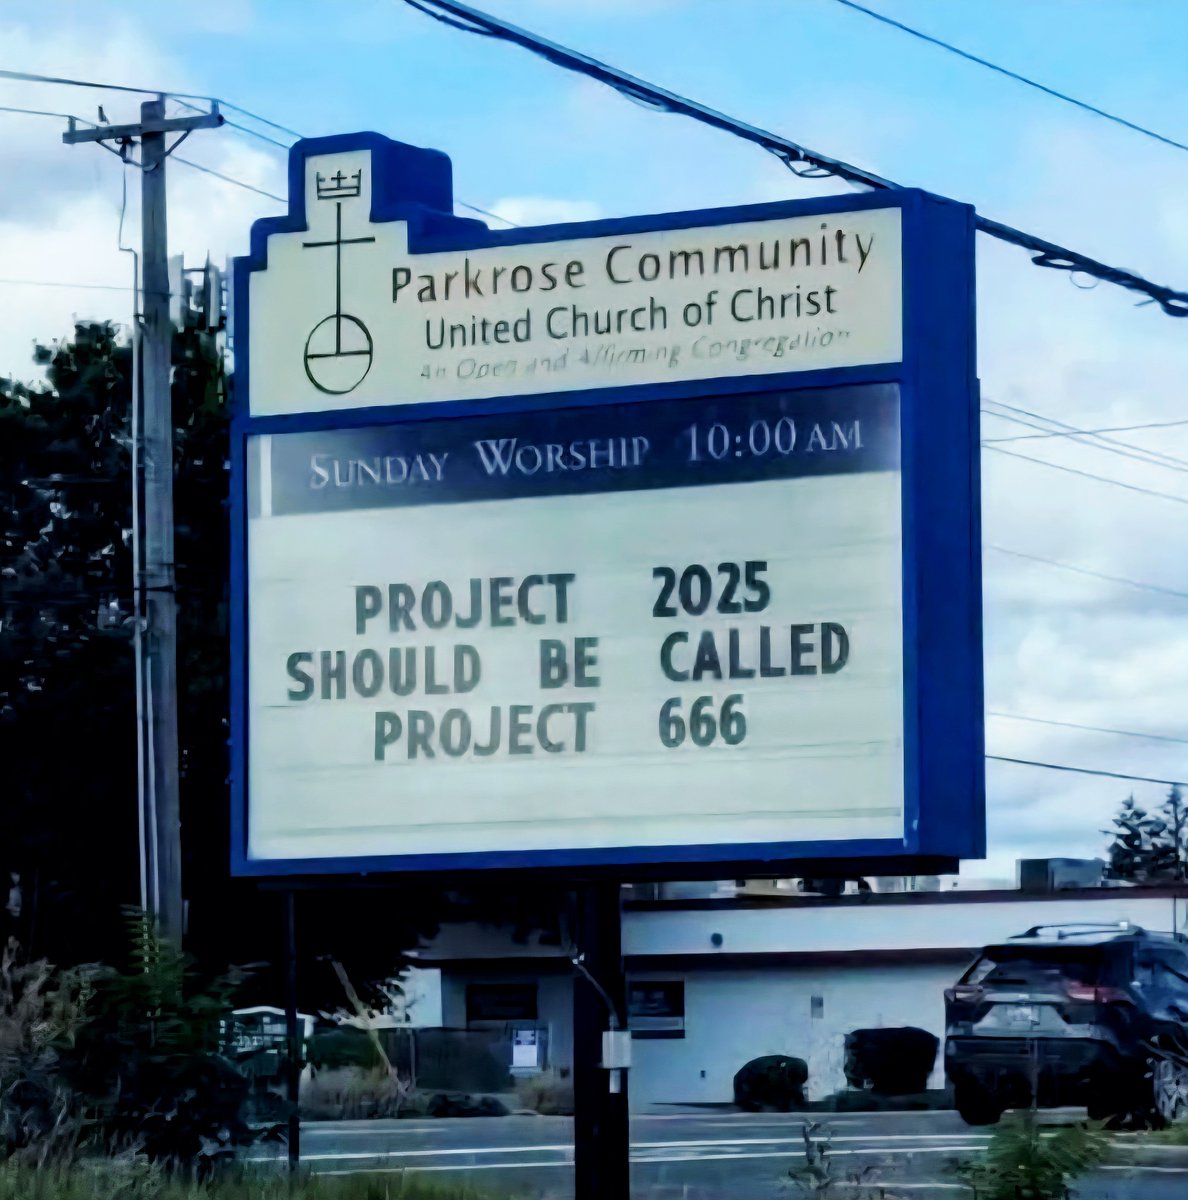 Parkrose Community
United Church of Christ
An Open and Affirming Congregation
SUNDAY WORSHIP 10:00 AM
PROJECT 2025
SHOULD BE CALLED
PROJECT 666